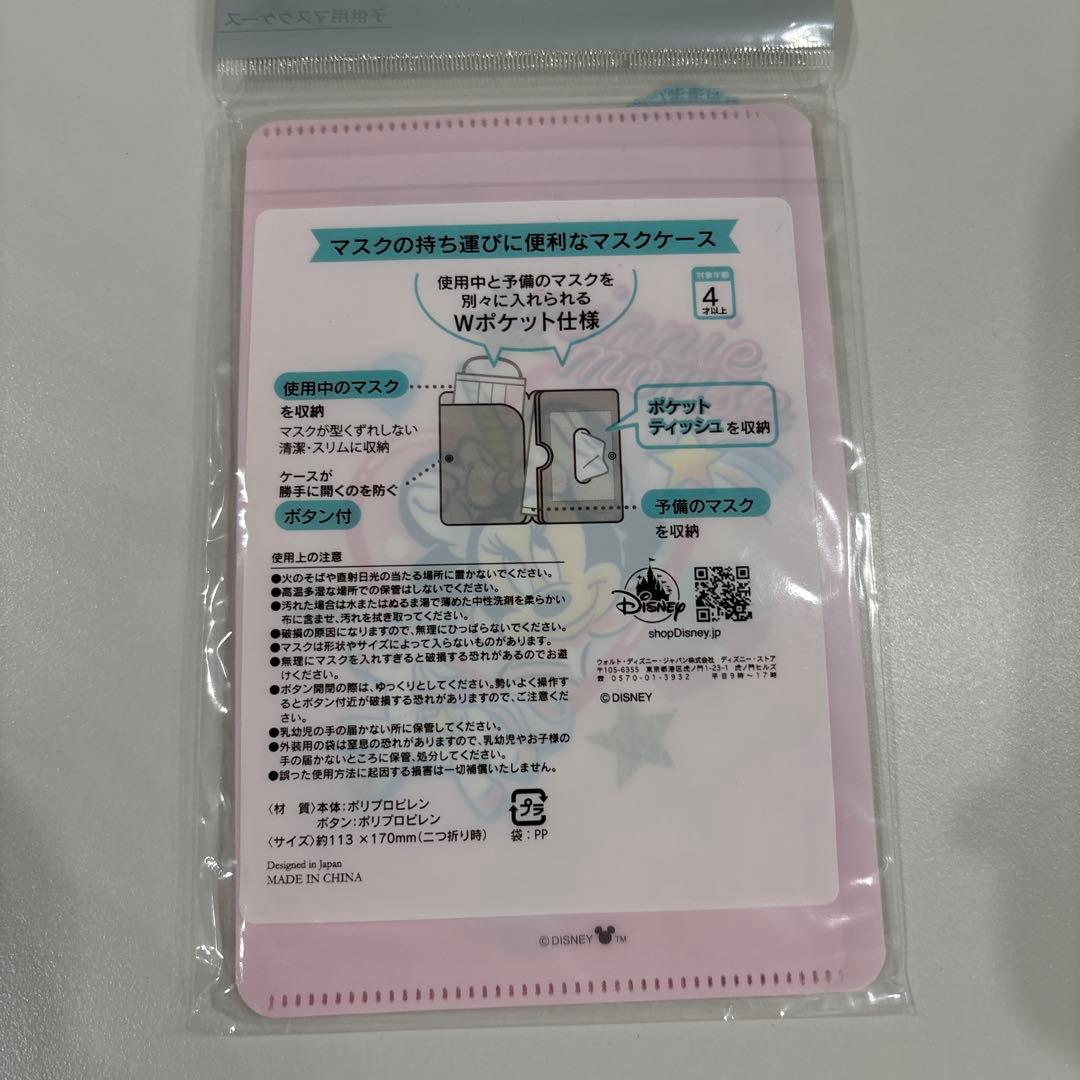 子供用マスクケース
マスクの持ち運びに便利なマスクケース
使用中と予備のマスクを
別々に入れられる
Wポケット仕様
対象年齢
4
才以上
使用中のマスク
を収納
マスクが型くずれしない
清潔・スリムに収納
ケースが
勝手に開くのを防ぐ
ボタン付
ポケット
ティッシュを収納
予備のマスク
を収納
使用上の注意
●火のそばや直射日光の当たる場所に置かないでください。
●高温多湿な場所での保管はしないでください。
●汚れた場合は水またはぬるま湯で薄めた中性洗剤を柔らかい
布に含ませ、汚れを拭き取ってください。
●破損の原因になりますので、無理にひっぱらないでください。
●マスクは形状やサイズによって入らないものがあります。
●無理にマスクを入れすぎると破損する恐れがあるのでお避
けください。
●ボタン開閉の際は、ゆっくりとしてください。勢いよく操作す
るとボタン付近が破損する恐れがありますので、ご注意くだ
さい。
●乳幼児の手の届かない所に保管してください。
●外装用の袋は窒息の恐れがありますので、乳幼児やお子様の
手の届かないところに保管、処分してください。
●誤った使用方法に起因する損害は一切補償いたしません。
〈材　質〉本体：ポリプロピレン
ボタン：ポリプロピレン
〈サイズ〉約113×170mm（二つ折り時）
Designed in Japan
MADE IN CHINA
プラ
袋：PP
Disney
shopDisney.jp
ウォルト・ディズニー・ジャパン株式会社　ディズニー・ストア
〒105-6355　東京都港区虎ノ門1-23-1　虎ノ門ヒルズ
☎ 0570-01-3932　平日9時〜17時
©DISNEY
©DISNEY TM